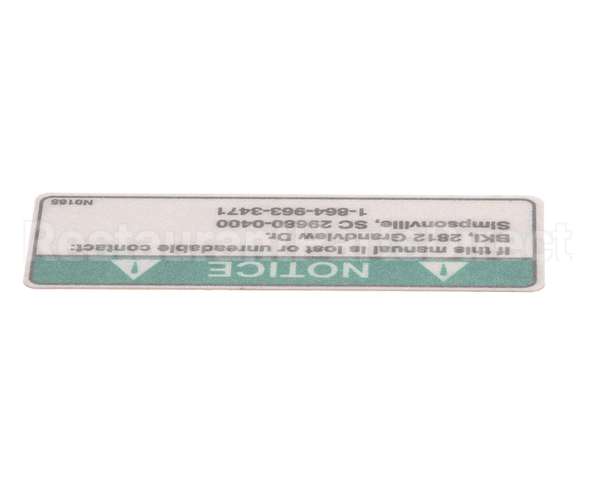 NOTICE
If this manual is lost or unreadable contact:
BKI, 2812 Grandview Dr.
Simpsonville, SC 29680-0400
1-864-963-3471
N0165